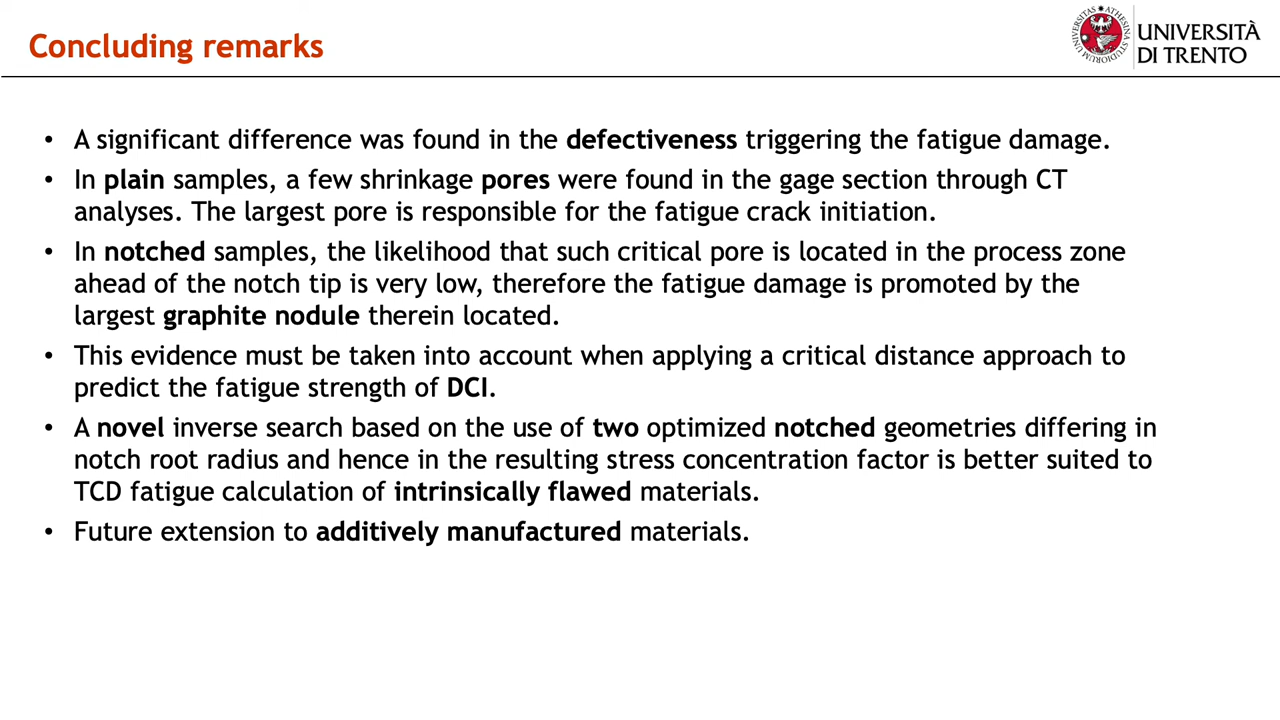 Concluding remarks
UNIVERSITÀ
DI TRENTO
• A significant difference was found in the defectiveness triggering the fatigue damage.
• In plain samples, a few shrinkage pores were found in the gage section through CT
analyses. The largest pore is responsible for the fatigue crack initiation.
• In notched samples, the likelihood that such critical pore is located in the process zone
ahead of the notch tip is very low, therefore the fatigue damage is promoted by the
largest graphite nodule therein located.
• This evidence must be taken into account when applying a critical distance approach to
predict the fatigue strength of DCI.
• A novel inverse search based on the use of two optimized notched geometries differing in
notch root radius and hence in the resulting stress concentration factor is better suited to
TCD fatigue calculation of intrinsically flawed materials.
• Future extension to additively manufactured materials.